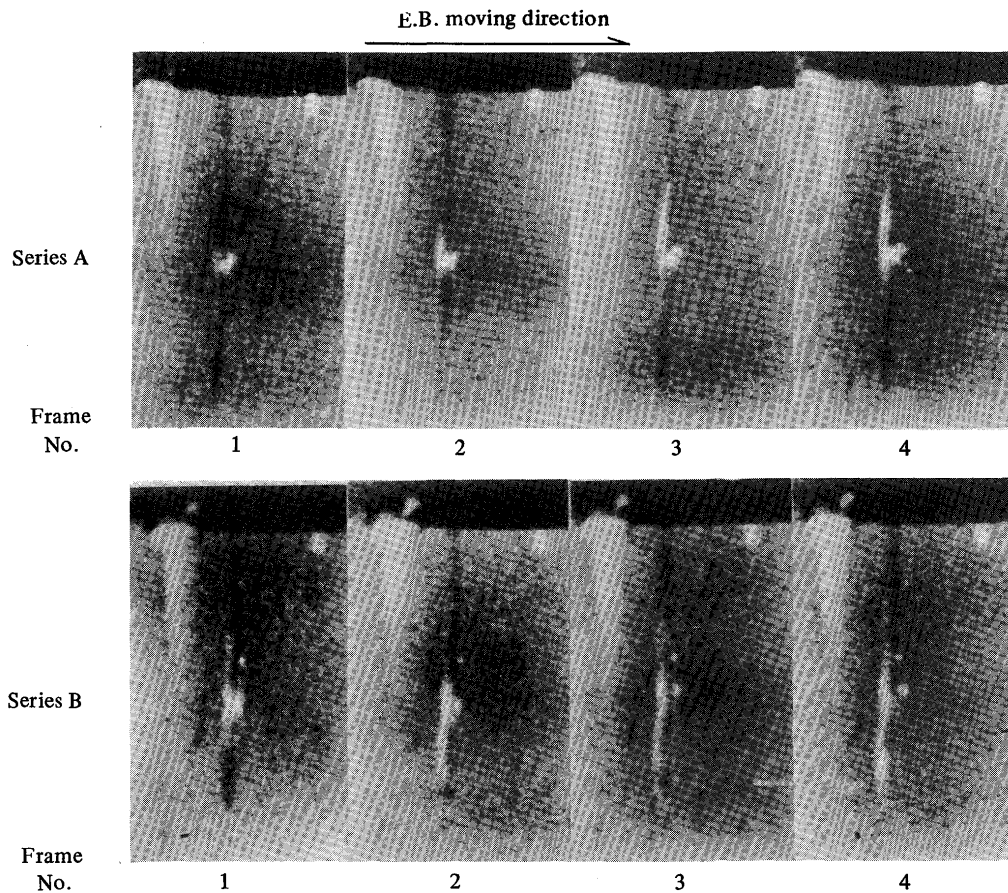 E.B. moving direction
Series A
Frame
No.
1 2 3 4
Series B
Frame
No.
1 2 3 4